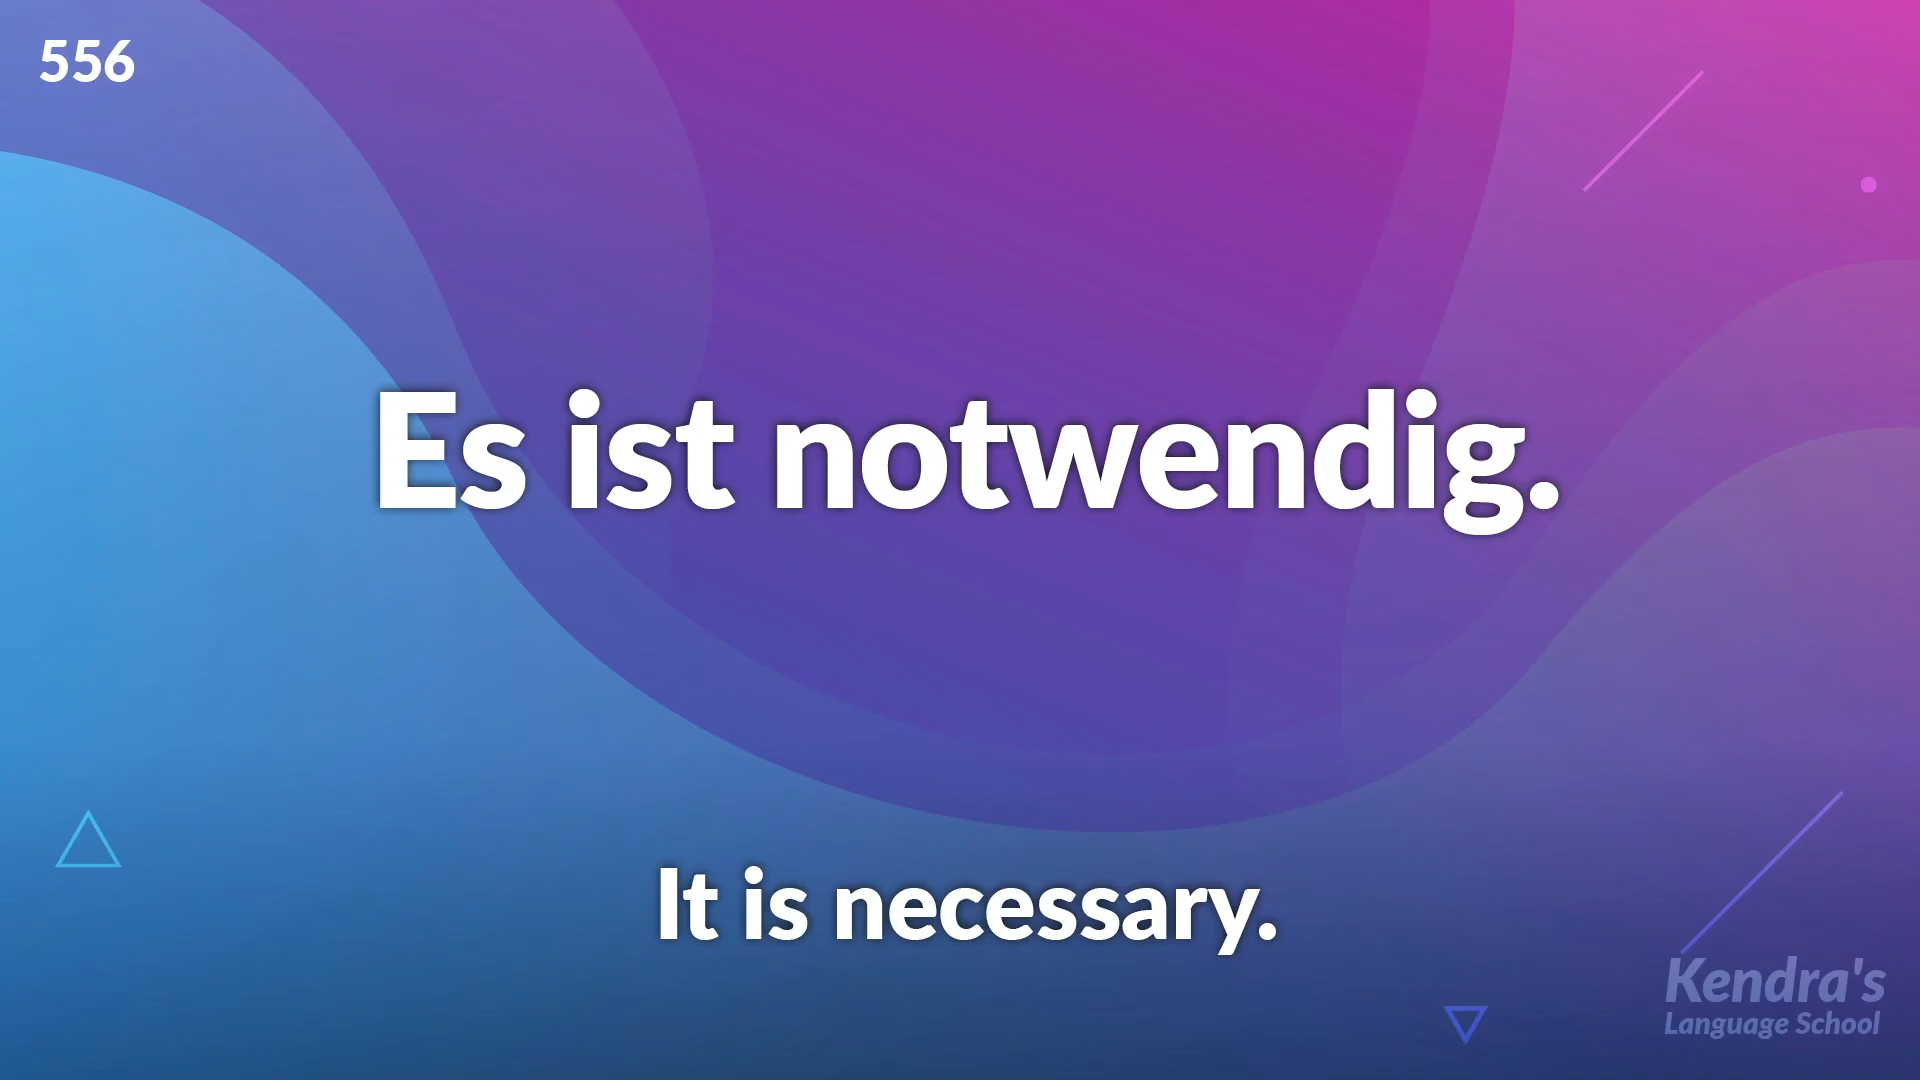 556
Es ist notwendig.
It is necessary.
Kendra's
Language School